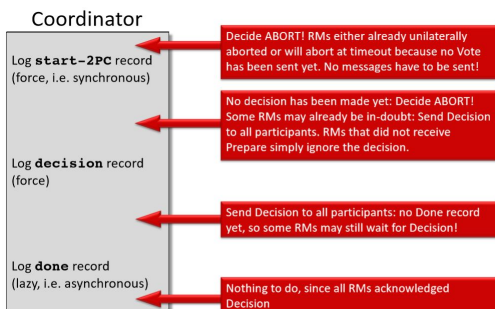 Coordinator
Decide ABORT! RMs either already unilaterally
aborted or will abort at timeout because no Vote
has been sent yet. No messages have to be sent!
Log start-2PC record
(force, i.e. synchronous)
No decision has been made yet: Decide ABORT!
Some RMs may already be in-doubt: Send Decision
to all participants. RMs that did not receive
Prepare simply ignore the decision.
Log decision record
(force)
Send Decision to all participants: no Done record
yet, so some RMs may still wait for Decision!
Log done record
(lazy, i.e. asynchronous)
Nothing to do, since all RMs acknowledged
Decision